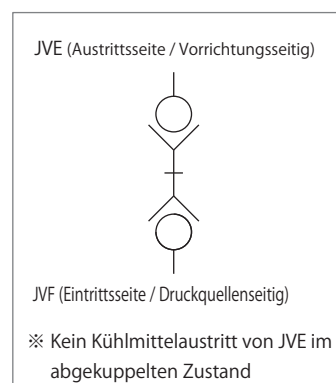 JVE (Austrittsseite / Vorrichtungsseitig)
JVF (Eintrittsseite / Druckquellenseitig)
※ Kein Kühlmittelaustritt von JVE im
abgekuppelten Zustand